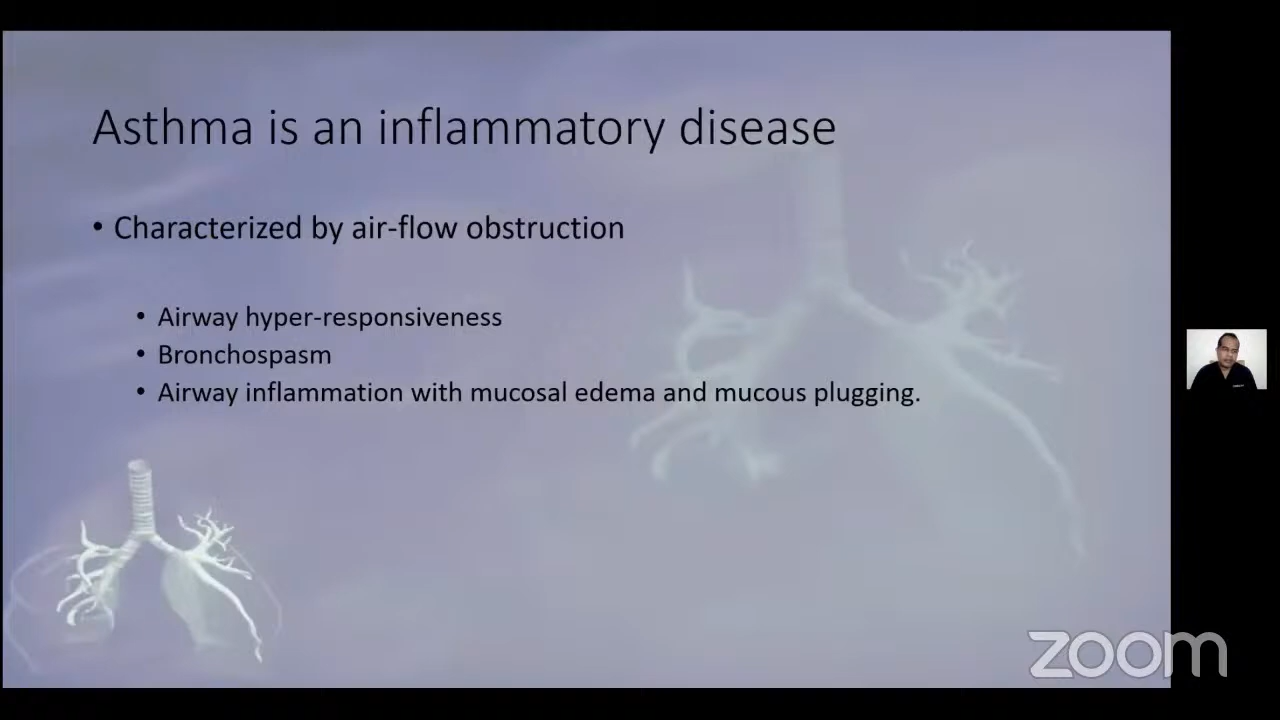 Asthma is an inflammatory disease
• Characterized by air-flow obstruction
• Airway hyper-responsiveness
• Bronchospasm
• Airway inflammation with mucosal edema and mucous plugging.
zoom